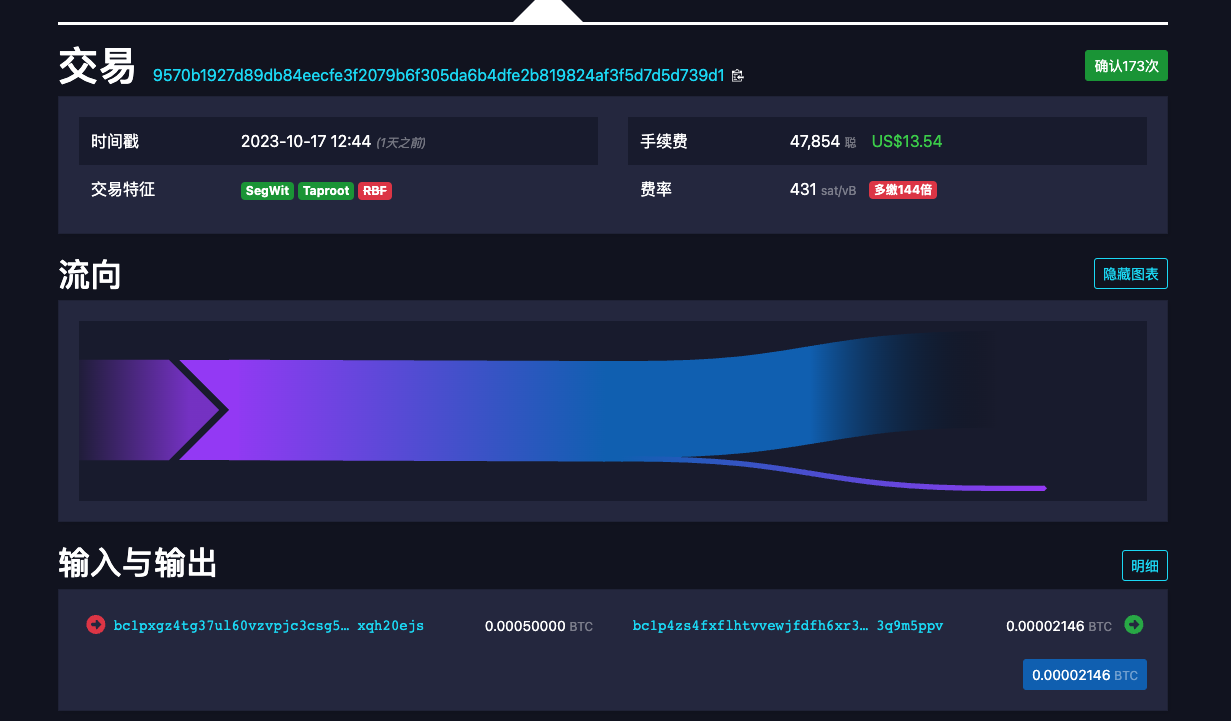 交易 9570b1927d89db84eecfe3f2079b6f305da6b4dfe2b819824af3f5d7d5d739d1 确认173次
时间戳 2023-10-17 12:44 (1天之前)
手续费 47,854 聪 US$13.54
交易特征 SegWit Taproot RBF
费率 431 sat/vB 多缴144倍
流向 隐藏图表
输入与输出 明细
bc1pxgz4tg37ul60vzvpjc3csg5… xqh20ejs 0.00050000 BTC
bc1p4zs4fxflhtvvewjfdfh6xr3… 3q9m5ppv 0.00002146 BTC
0.00002146 BTC